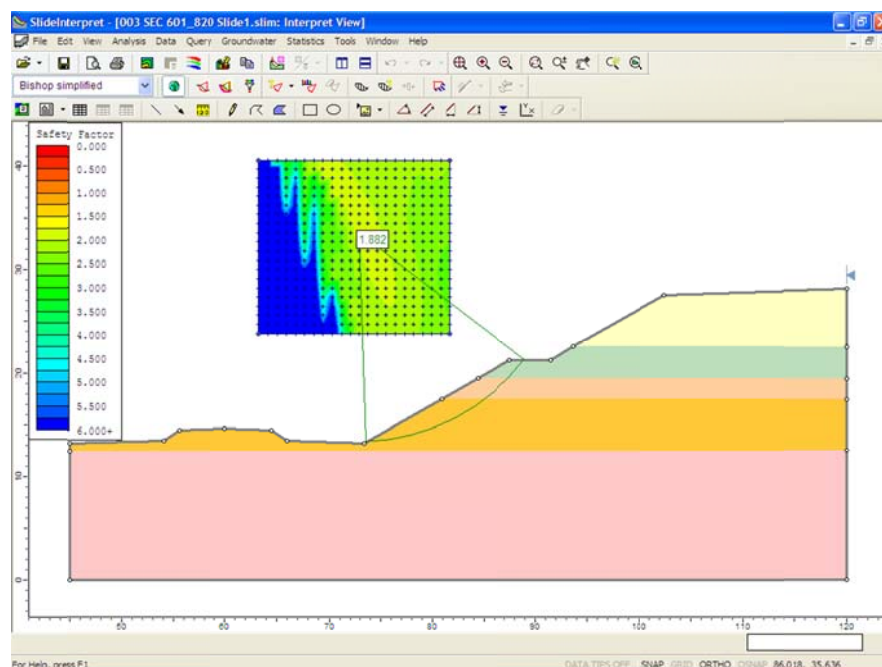 SlideInterpret - [003 SEC 601_820 Slide1.slim: Interpret View]
File Edit View Analysis Data Query Groundwater Statistics Tools Window Help
Bishop simplified
Safety Factor
0.000
0.500
1.000
1.500
2.000
2.500
3.000
3.500
4.000
4.500
5.000
5.500
6.000+
1.882
40
30
20
10
0
50 60 70 80 90 100 110 120
For Help, press F1
DATA TIPS OFF SNAP GRID ORTHO OSNAP 86.018, 35.636